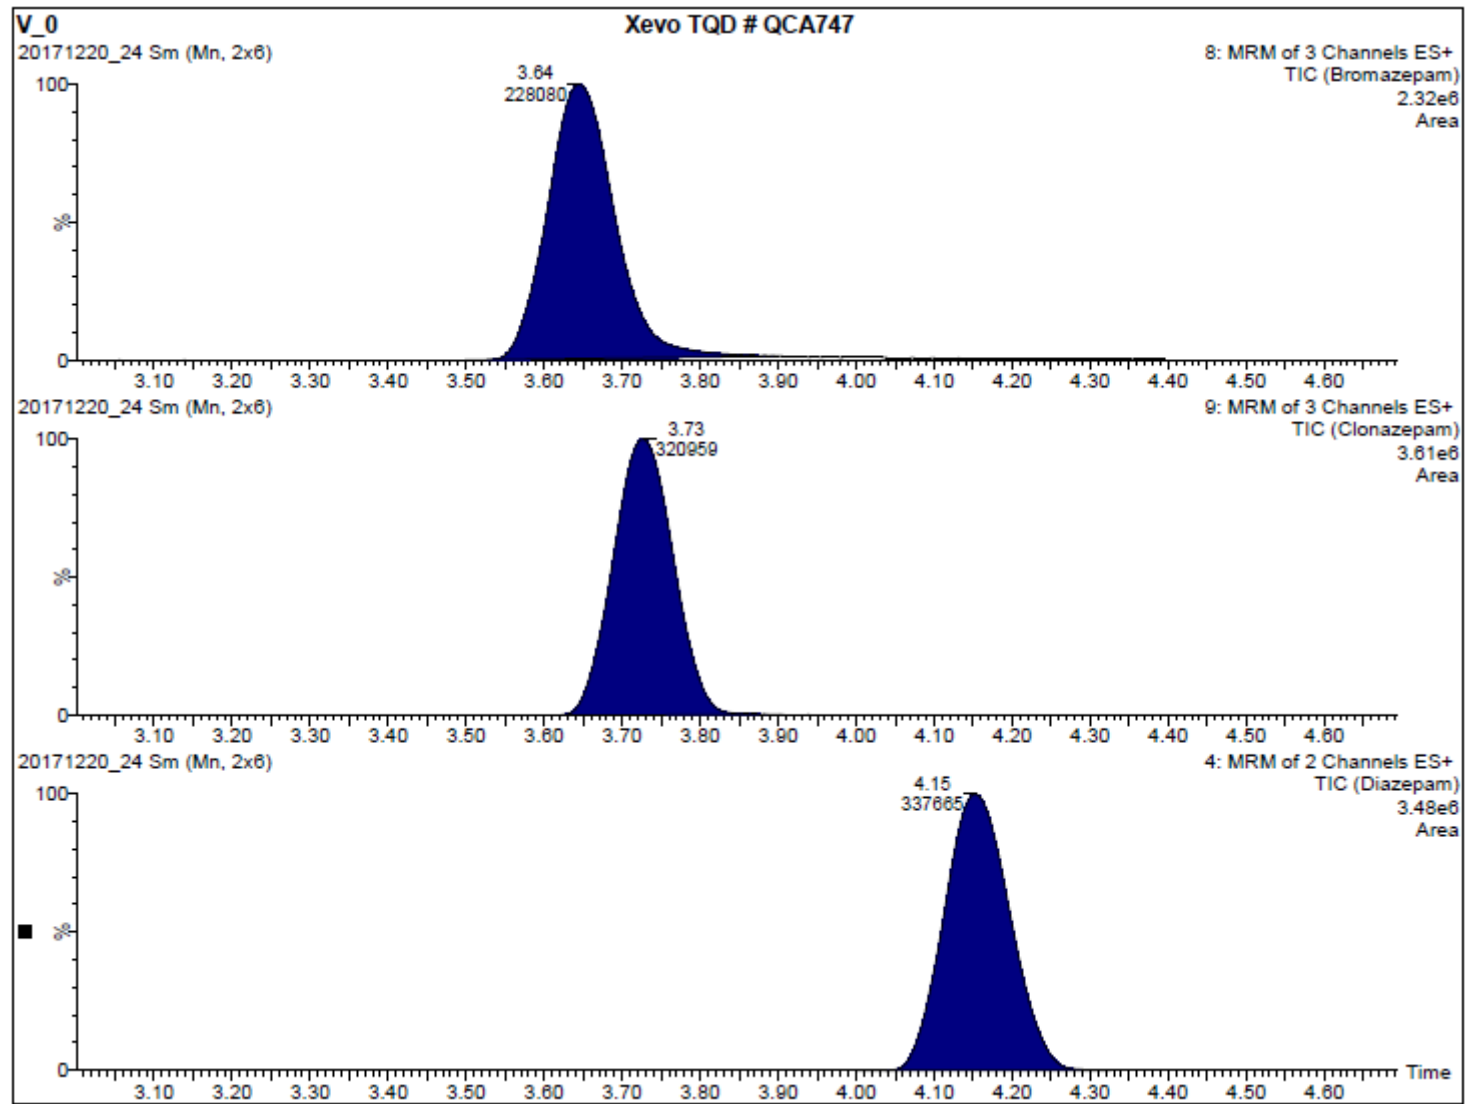 V_0
Xevo TQD # QCA747
20171220_24 Sm (Mn, 2x6)
8: MRM of 3 Channels ES+
TIC (Bromazepam)
2.32e6
Area
3.64
228080
100
%
0
3.10 3.20 3.30 3.40 3.50 3.60 3.70 3.80 3.90 4.00 4.10 4.20 4.30 4.40 4.50 4.60
20171220_24 Sm (Mn, 2x6)
9: MRM of 3 Channels ES+
TIC (Clonazepam)
3.61e6
Area
3.73
320959
100
%
0
3.10 3.20 3.30 3.40 3.50 3.60 3.70 3.80 3.90 4.00 4.10 4.20 4.30 4.40 4.50 4.60
20171220_24 Sm (Mn, 2x6)
4: MRM of 2 Channels ES+
TIC (Diazepam)
3.48e6
Area
4.15
337665
100
%
0
Time
3.10 3.20 3.30 3.40 3.50 3.60 3.70 3.80 3.90 4.00 4.10 4.20 4.30 4.40 4.50 4.60